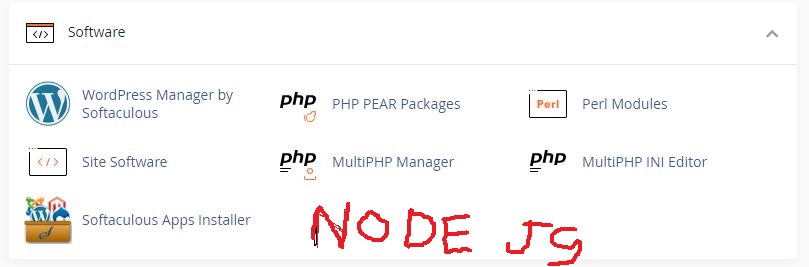 Software
WordPress Manager by
Softaculous
php
PHP PEAR Packages
Perl
Perl Modules
Site Software
php
MultiPHP Manager
php
MultiPHP INI Editor
Softaculous Apps Installer
NODE JS